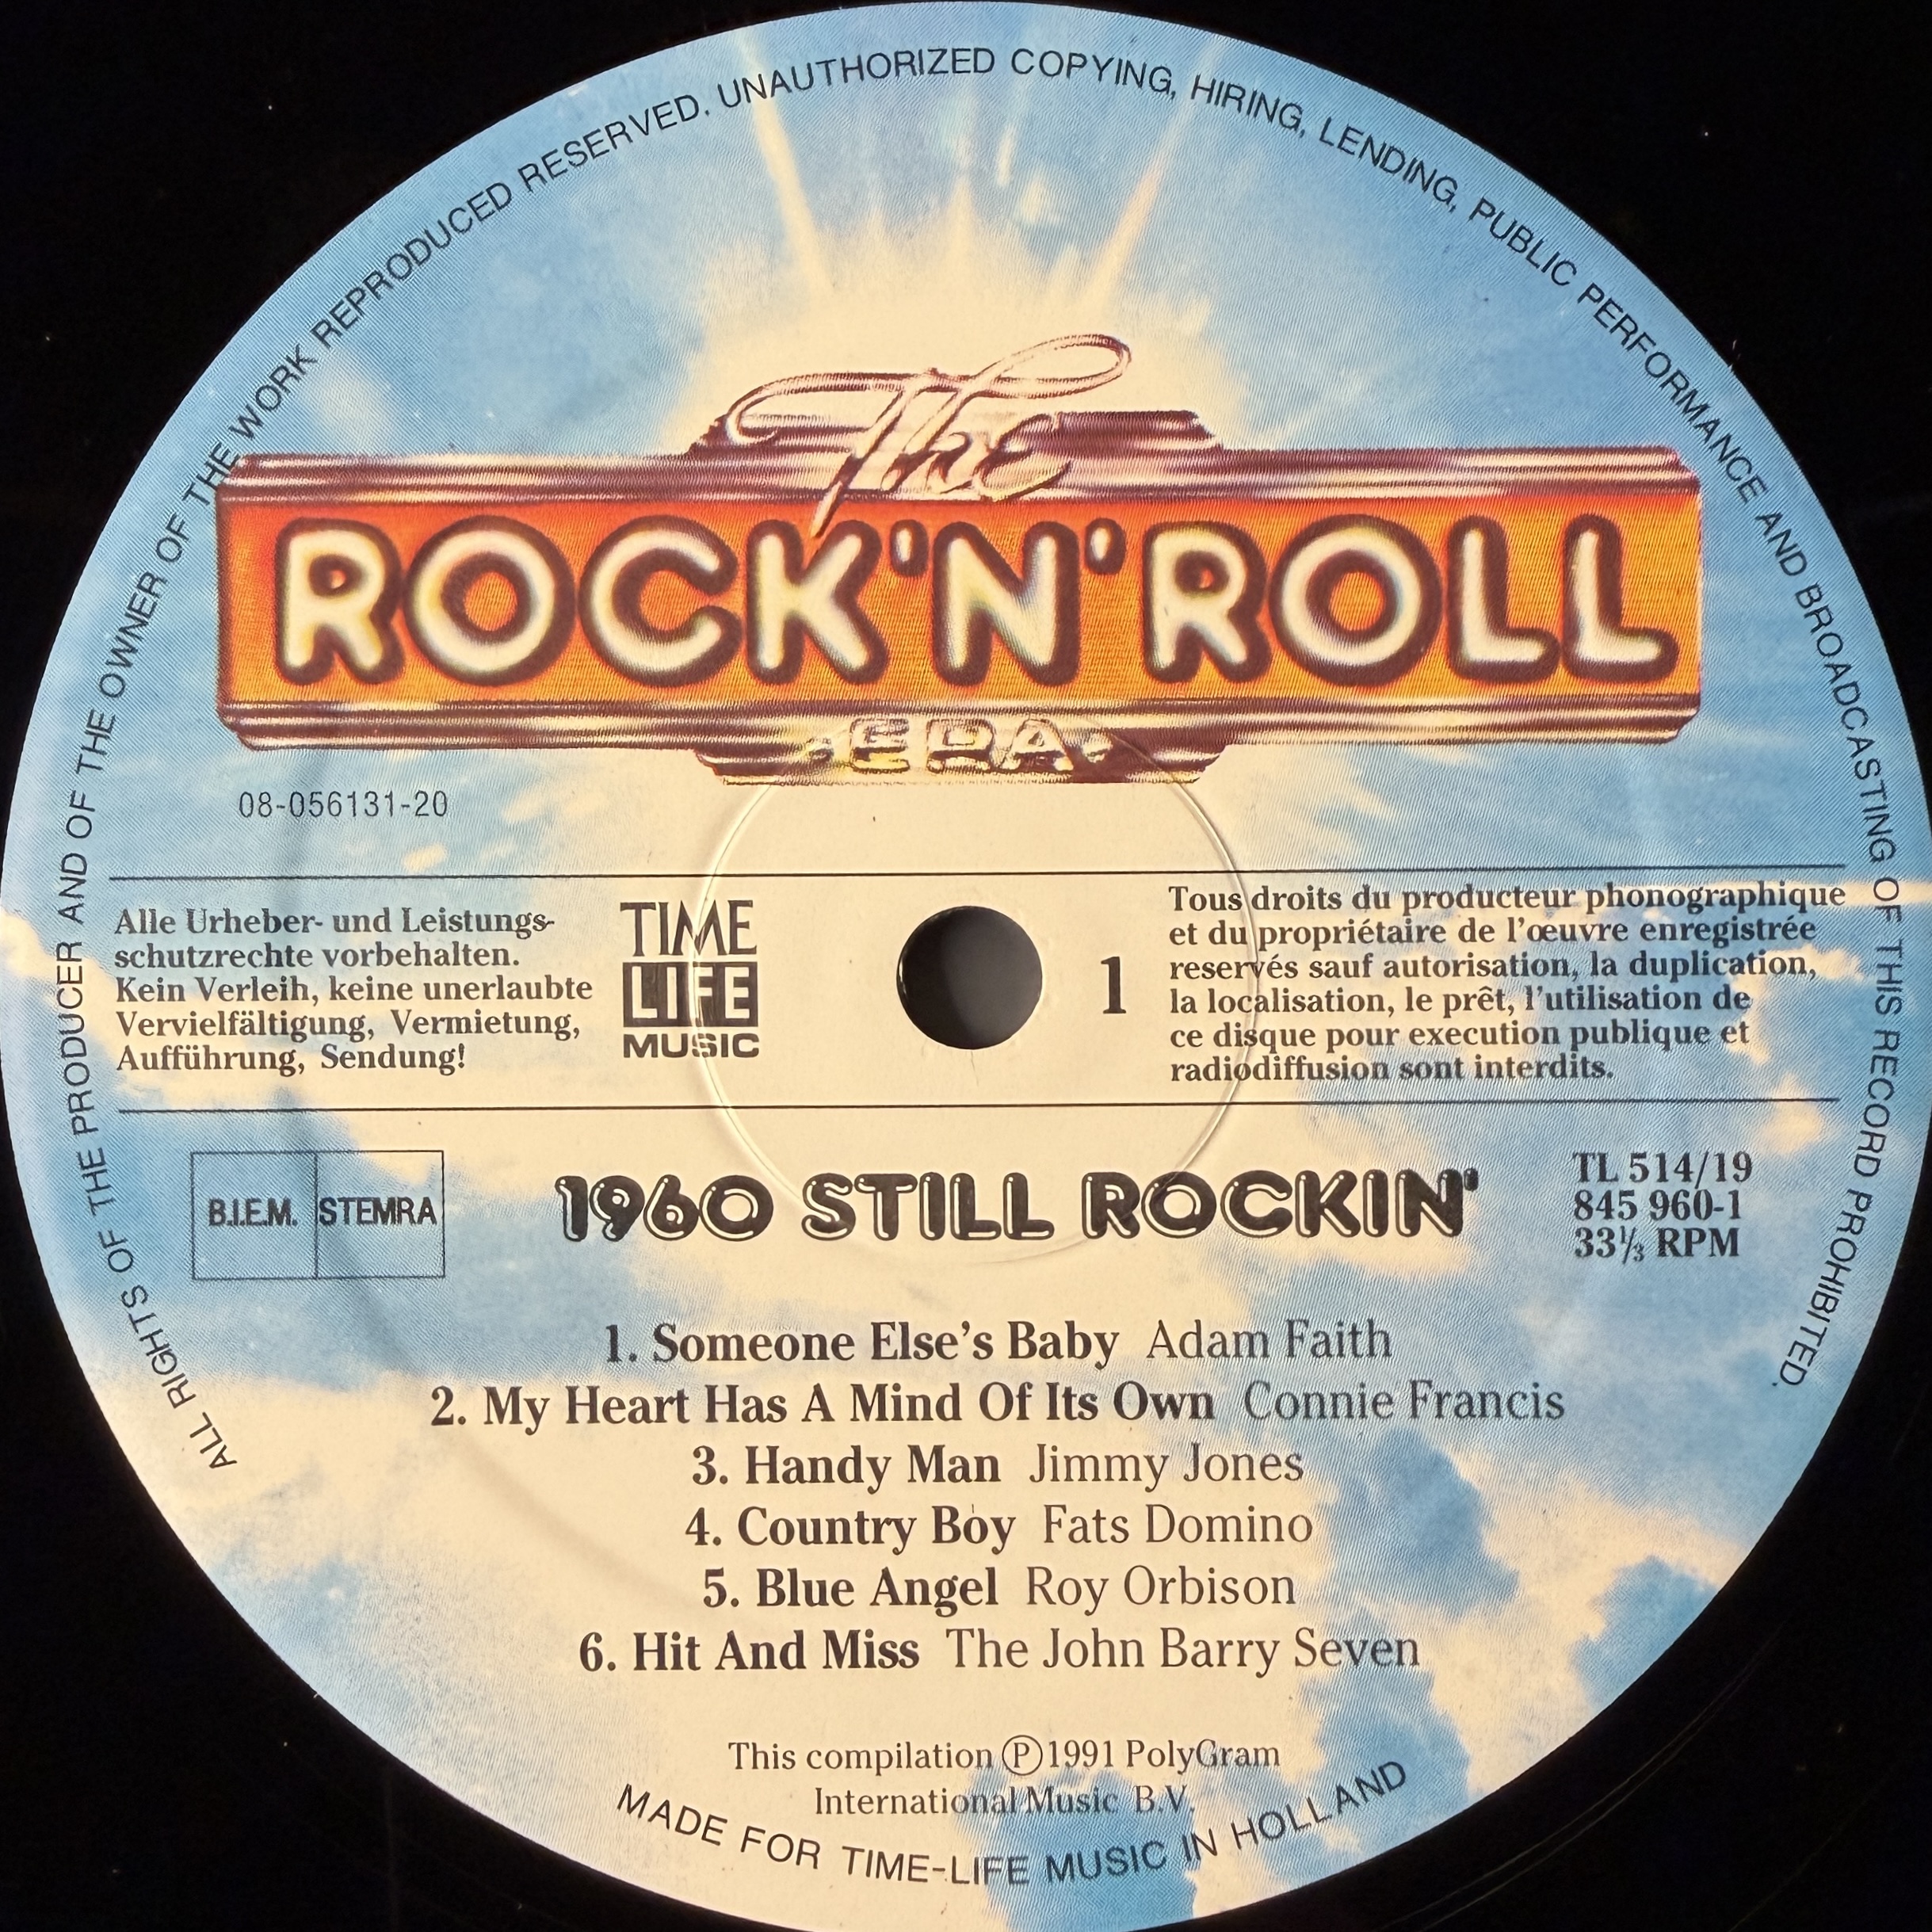 ALL RIGHTS OF THE PRODUCER AND OF THE OWNER OF THE WORK REPRODUCED RESERVED. UNAUTHORIZED COPYING, HIRING, LENDING, PUBLIC PERFORMANCE AND BROADCASTING OF THIS RECORD PROHIBITED.
The
ROCK'N'ROLL
·ERA·
08-056131-20
Alle Urheber- und Leistungs-
schutzrechte vorbehalten.
Kein Verleih, keine unerlaubte
Vervielfältigung, Vermietung,
Aufführung, Sendung!
TIME
LIFE
MUSIC
1
Tous droits du producteur phonographique
et du propriétaire de l'œuvre enregistrée
reservés sauf autorisation, la duplication,
la localisation, le prêt, l'utilisation de
ce disque pour execution publique et
radiodiffusion sont interdits.
B.I.E.M. STEMRA
1960 STILL ROCKIN'
TL 514/19
845 960-1
33⅓ RPM
1. Someone Else's Baby Adam Faith
2. My Heart Has A Mind Of Its Own Connie Francis
3. Handy Man Jimmy Jones
4. Country Boy Fats Domino
5. Blue Angel Roy Orbison
6. Hit And Miss The John Barry Seven
This compilation Ⓟ1991 PolyGram
International Music B.V.
MADE FOR TIME-LIFE MUSIC IN HOLLAND